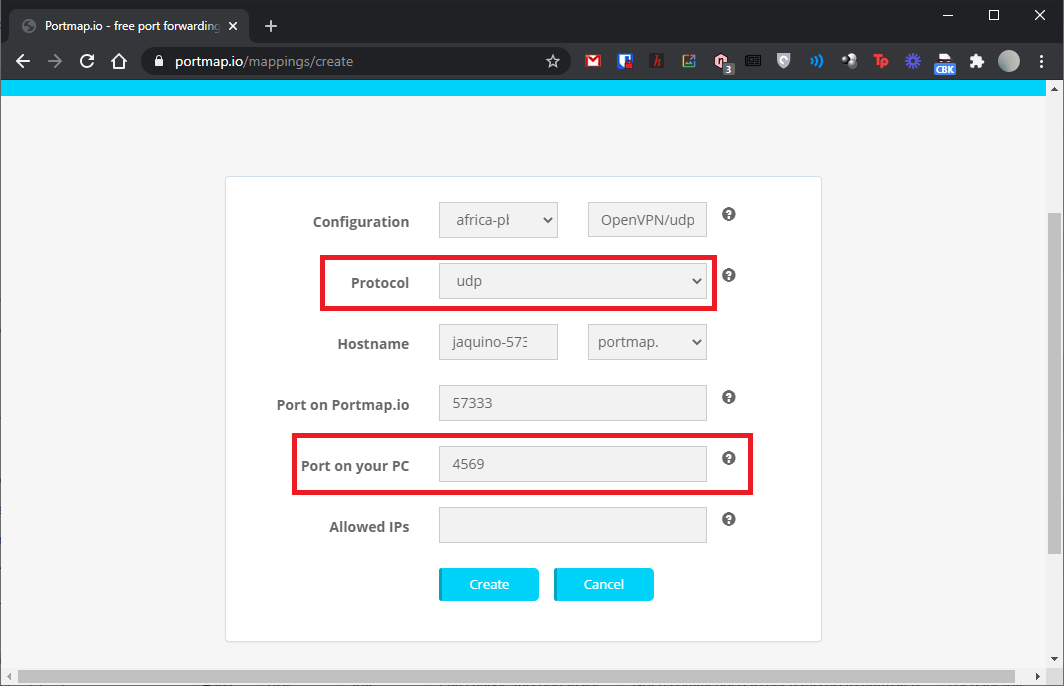 Portmap.io - free port forwarding
portmap.io/mappings/create
h
3
Tp
CBK
Configuration
africa-pl
OpenVPN/udp
Protocol
udp
Hostname
jaquino-573
portmap.
Port on Portmap.io
57333
Port on your PC
4569
Allowed IPs
Create
Cancel